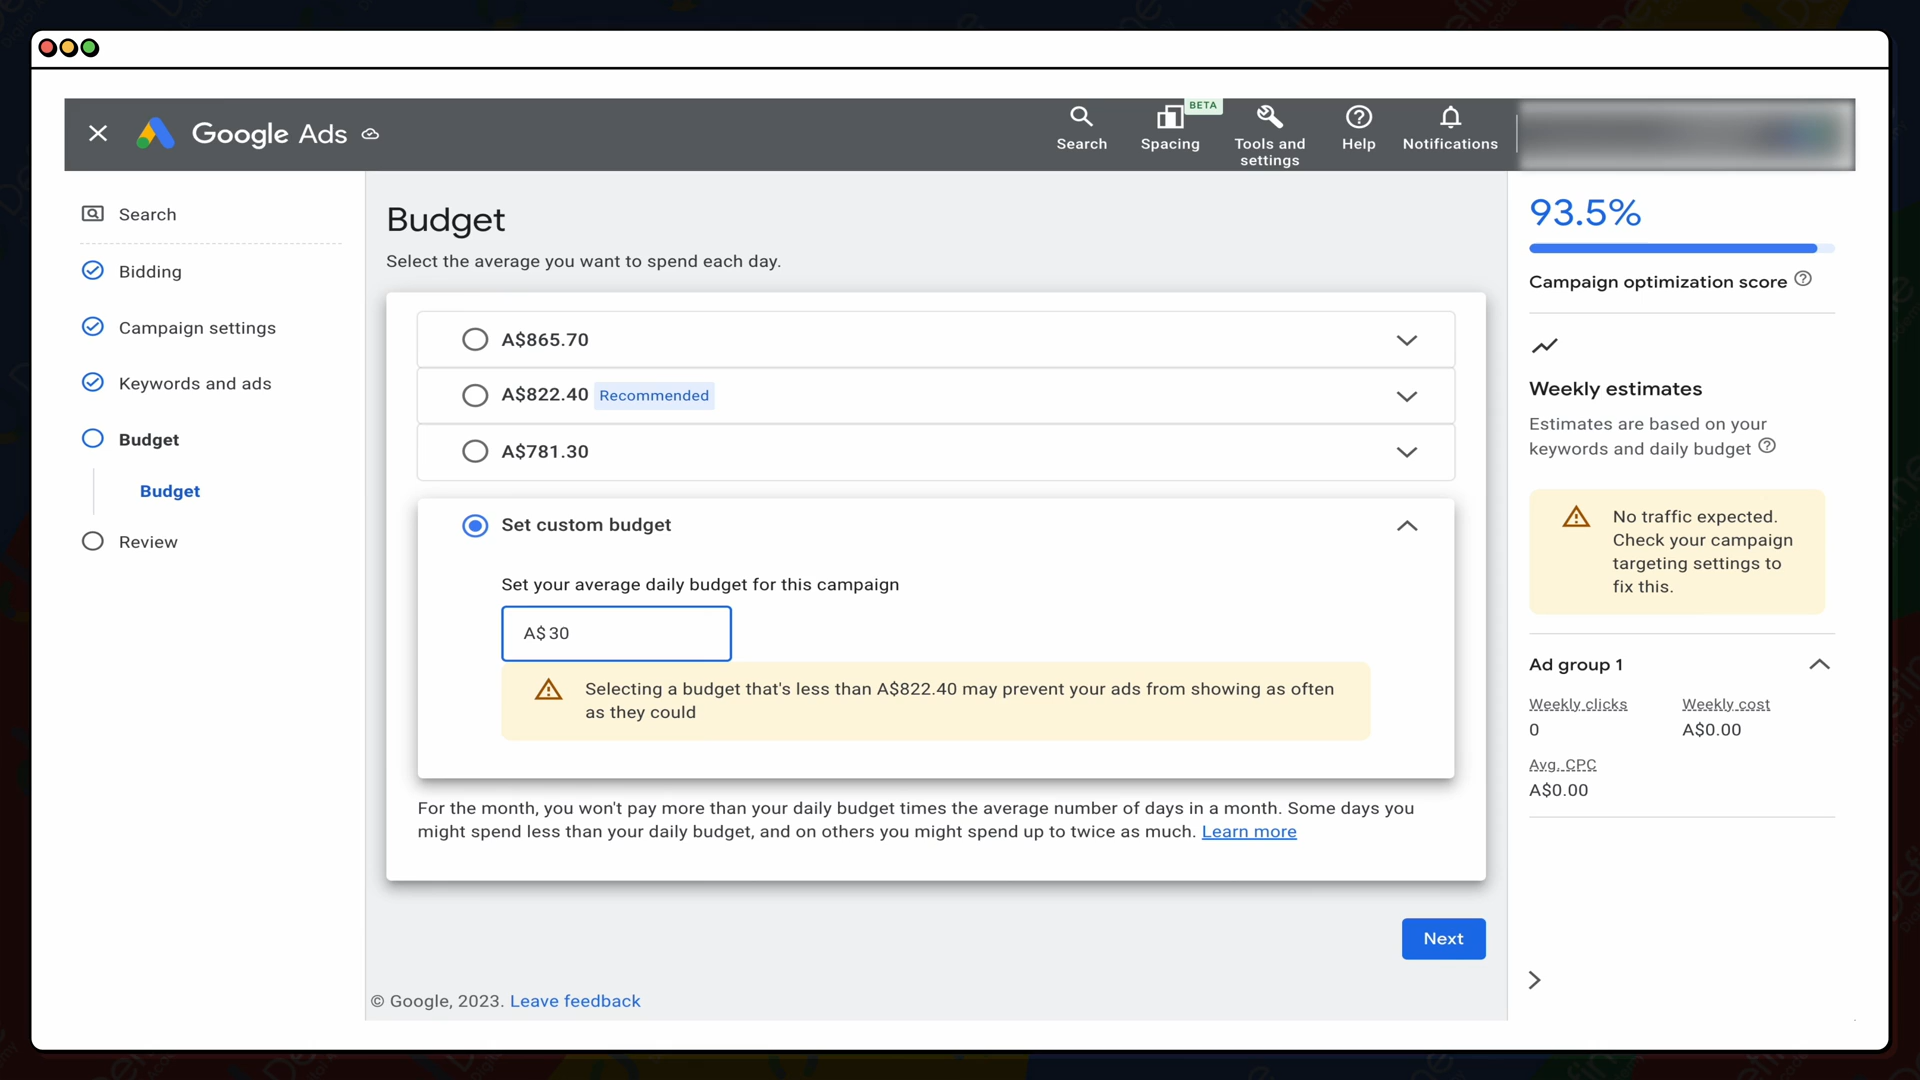 Google Ads
Search
Spacing
BETA
Tools and
settings
Help
Notifications
Search
Bidding
Campaign settings
Keywords and ads
Budget
Budget
Review
Budget
Select the average you want to spend each day.
A$865.70
A$822.40 Recommended
A$781.30
Set custom budget
Set your average daily budget for this campaign
A$ 30
Selecting a budget that's less than A$822.40 may prevent your ads from showing as often
as they could
For the month, you won't pay more than your daily budget times the average number of days in a month. Some days you
might spend less than your daily budget, and on others you might spend up to twice as much. Learn more
Next
© Google, 2023. Leave feedback
93.5%
Campaign optimization score
Weekly estimates
Estimates are based on your
keywords and daily budget
No traffic expected.
Check your campaign
targeting settings to
fix this.
Ad group 1
Weekly clicks
0
Weekly cost
A$0.00
Avg. CPC
A$0.00